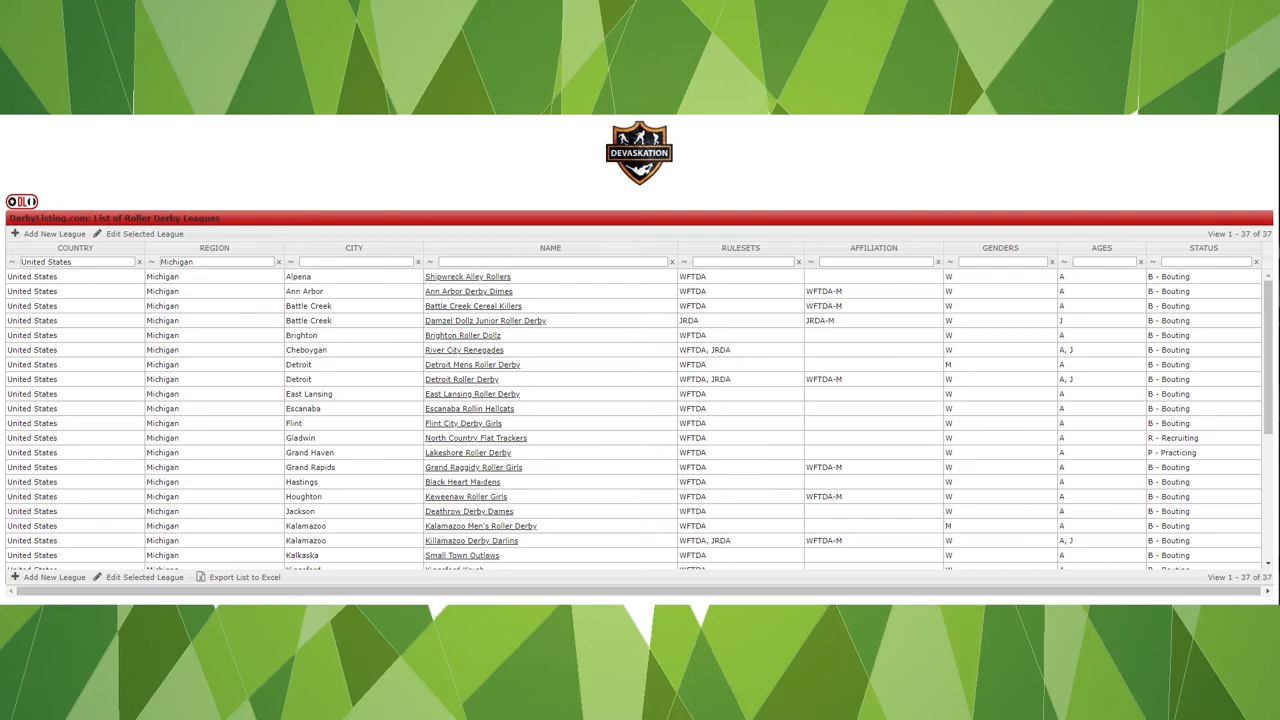 DEVASKATION
DL
DerbyListing.com: List of Roller Derby Leagues
Add New League Edit Selected League View 1 - 37 of 37
COUNTRY REGION CITY NAME RULESETS AFFILIATION GENDERS AGES STATUS
~ United States x ~ Michigan x ~ x ~ x ~ x ~ x ~ x ~ x ~ x
United States Michigan Alpena Shipwreck Alley Rollers WFTDA W A B - Bouting
United States Michigan Ann Arbor Ann Arbor Derby Dimes WFTDA WFTDA-M W A B - Bouting
United States Michigan Battle Creek Battle Creek Cereal Killers WFTDA WFTDA-M W A B - Bouting
United States Michigan Battle Creek Damzel Dollz Junior Roller Derby JRDA JRDA-M W J B - Bouting
United States Michigan Brighton Brighton Roller Dollz WFTDA W A B - Bouting
United States Michigan Cheboygan River City Renegades WFTDA, JRDA W A, J B - Bouting
United States Michigan Detroit Detroit Mens Roller Derby WFTDA M A B - Bouting
United States Michigan Detroit Detroit Roller Derby WFTDA, JRDA WFTDA-M W A, J B - Bouting
United States Michigan East Lansing East Lansing Roller Derby WFTDA W A B - Bouting
United States Michigan Escanaba Escanaba Rollin Hellcats WFTDA W A B - Bouting
United States Michigan Flint Flint City Derby Girls WFTDA W A B - Bouting
United States Michigan Gladwin North Country Flat Trackers WFTDA W A R - Recruiting
United States Michigan Grand Haven Lakeshore Roller Derby WFTDA W A P - Practicing
United States Michigan Grand Rapids Grand Raggidy Roller Girls WFTDA WFTDA-M W A B - Bouting
United States Michigan Hastings Black Heart Maidens WFTDA W A B - Bouting
United States Michigan Houghton Keweenaw Roller Girls WFTDA WFTDA-M W A B - Bouting
United States Michigan Jackson Deathrow Derby Dames WFTDA W A B - Bouting
United States Michigan Kalamazoo Kalamazoo Men's Roller Derby WFTDA M A B - Bouting
United States Michigan Kalamazoo Killamazoo Derby Darlins WFTDA, JRDA WFTDA-M W A, J B - Bouting
United States Michigan Kalkaska Small Town Outlaws WFTDA W A B - Bouting
Add New League Edit Selected League Export List to Excel View 1 - 37 of 37